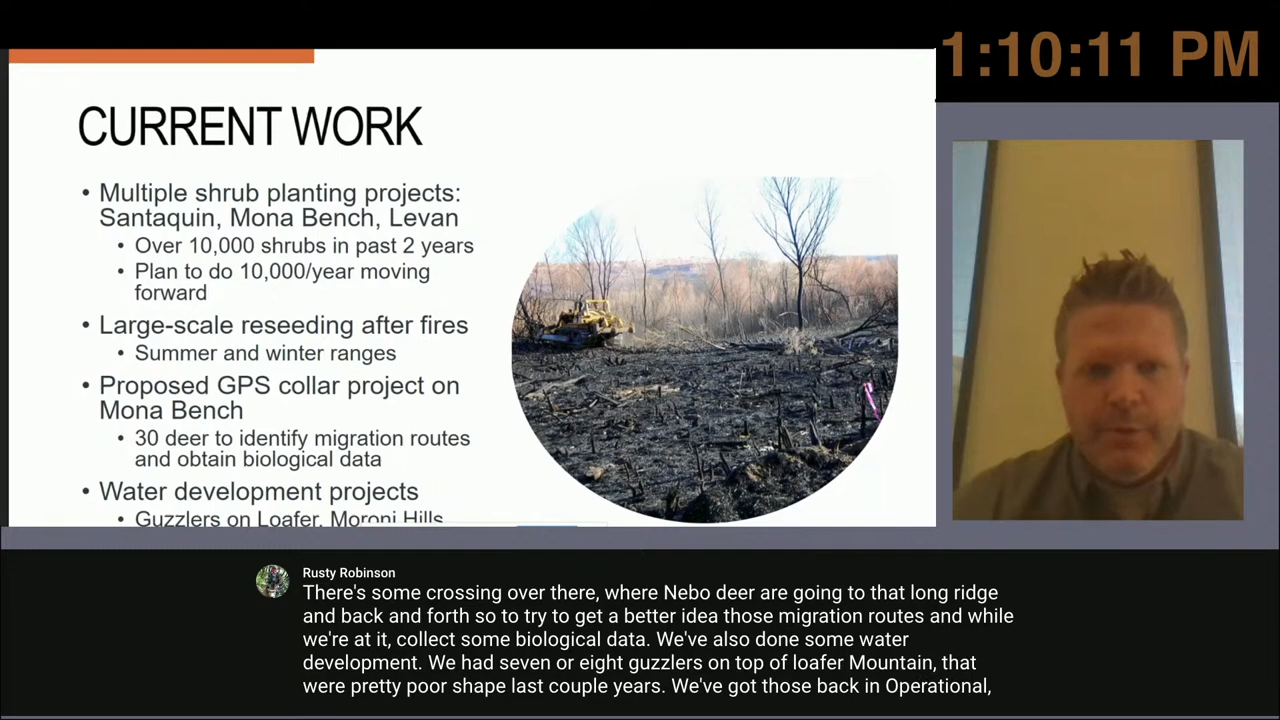 1:10:11 PM
CURRENT WORK
• Multiple shrub planting projects:
Santaquin, Mona Bench, Levan
• Over 10,000 shrubs in past 2 years
• Plan to do 10,000/year moving
forward
• Large-scale reseeding after fires
• Summer and winter ranges
• Proposed GPS collar project on
Mona Bench
• 30 deer to identify migration routes
and obtain biological data
• Water development projects
• Guzzlers on Loafer, Moroni Hills
Rusty Robinson
There's some crossing over there, where Nebo deer are going to that long ridge
and back and forth so to try to get a better idea those migration routes and while
we're at it, collect some biological data. We've also done some water
development. We had seven or eight guzzlers on top of loafer Mountain, that
were pretty poor shape last couple years. We've got those back in Operational,